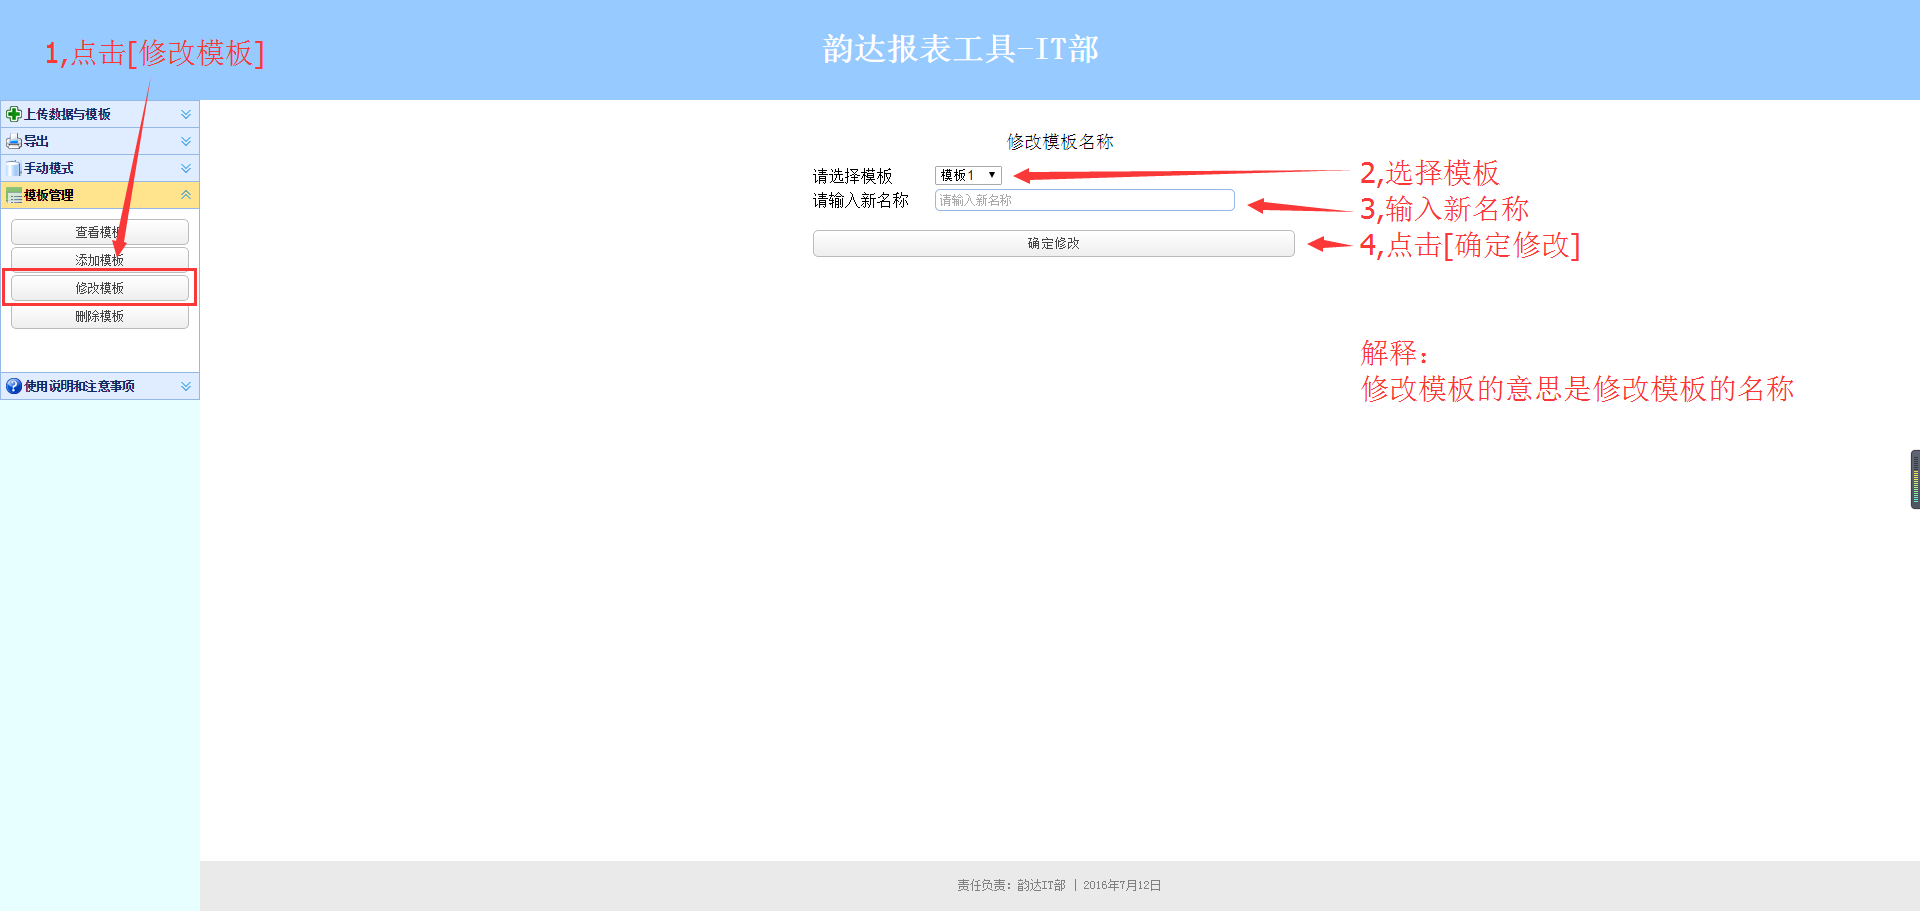 韵达报表工具-IT部
1,点击[修改模板]
上传数据与模板
导出
手动模式
模板管理
查看模板
添加模板
修改模板
删除模板
使用说明和注意事项
修改模板名称
请选择模板 模板1
请输入新名称 请输入新名称
确定修改
2,选择模板
3,输入新名称
4,点击[确定修改]
解释：
修改模板的意思是修改模板的名称
责任负责：韵达IT部 | 2016年7月12日